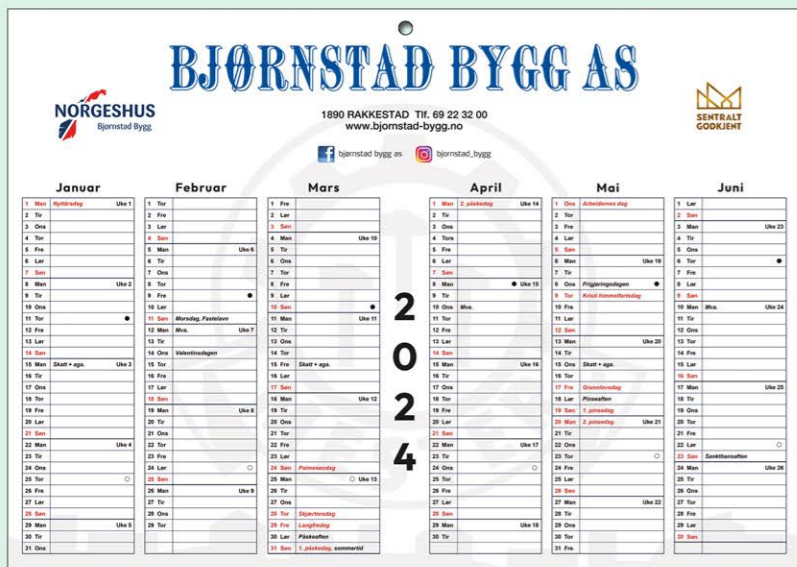 BJØRNSTAD BYGG AS
NORGESHUS
Bjørnstad Bygg
1890 RAKKESTAD Tlf. 69 22 32 00
www.bjornstad-bygg.no
SENTRALT
GODKJENT
bjørnstad bygg as bjornstad_bygg
2024
Januar
1 Man Nyttårsdag Uke 1
2 Tir
3 Ons
4 Tor
5 Fre
6 Lør
7 Søn
8 Man Uke 2
9 Tir
10 Ons
11 Tor
12 Fre
13 Lør
14 Søn
15 Man Skatt + aga. Uke 3
16 Tir
17 Ons
18 Tor
19 Fre
20 Lør
21 Søn
22 Man Uke 4
23 Tir
24 Ons
25 Tor
26 Fre
27 Lør
28 Søn
29 Man Uke 5
30 Tir
31 Ons
Februar
1 Tor
2 Fre
3 Lør
4 Søn
5 Man Uke 6
6 Tir
7 Ons
8 Tor
9 Fre
10 Lør
11 Søn Morsdag, Fastelavn
12 Man Mva. Uke 7
13 Tir
14 Ons Valentinsdagen
15 Tor
16 Fre
17 Lør
18 Søn
19 Man Uke 8
20 Tir
21 Ons
22 Tor
23 Fre
24 Lør
25 Søn
26 Man Uke 9
27 Tir
28 Ons
29 Tor
Mars
1 Fre
2 Lør
3 Søn
4 Man Uke 10
5 Tir
6 Ons
7 Tor
8 Fre
9 Lør
10 Søn
11 Man Uke 11
12 Tir
13 Ons
14 Tor
15 Fre Skatt + aga.
16 Lør
17 Søn
18 Man Uke 12
19 Tir
20 Ons
21 Tor
22 Fre
23 Lør
24 Søn Palmesøndag
25 Man Uke 13
26 Tir
27 Ons
28 Tor Skjærtorsdag
29 Fre Langfredag
30 Lør Påskeaften
31 Søn 1. påskedag, sommertid
April
1 Man 2. påskedag Uke 14
2 Tir
3 Ons
4 Tors
5 Fre
6 Lør
7 Søn
8 Man Uke 15
9 Tir
10 Ons Mva.
11 Tor
12 Fre
13 Lør
14 Søn
15 Man Uke 16
16 Tir
17 Ons
18 Tor
19 Fre
20 Lør
21 Søn
22 Man Uke 17
23 Tir
24 Ons
25 Tor
26 Fre
27 Lør
28 Søn
29 Man Uke 18
30 Tir
Mai
1 Ons Arbeidernes dag
2 Tor
3 Fre
4 Lør
5 Søn
6 Man Uke 19
7 Tir
8 Ons Frigjøringsdagen
9 Tor Kristi himmelfartsdag
10 Fre
11 Lør
12 Søn
13 Man Uke 20
14 Tir
15 Ons Skatt + aga.
16 Tor
17 Fre Grunnlovsdag
18 Lør Pinseaften
19 Søn 1. pinsedag
20 Man 2. pinsedag Uke 21
21 Tir
22 Ons
23 Tor
24 Fre
25 Lør
26 Søn
27 Man Uke 22
28 Tir
29 Ons
30 Tor
31 Fre
Juni
1 Lør
2 Søn
3 Man Uke 23
4 Tir
5 Ons
6 Tor
7 Fre
8 Lør
9 Søn
10 Man Mva. Uke 24
11 Tir
12 Ons
13 Tor
14 Fre
15 Lør
16 Søn
17 Man Uke 25
18 Tir
19 Ons
20 Tor
21 Fre
22 Lør
23 Søn Sankthansaften
24 Man Uke 26
25 Tir
26 Ons
27 Tor
28 Fre
29 Lør
30 Søn